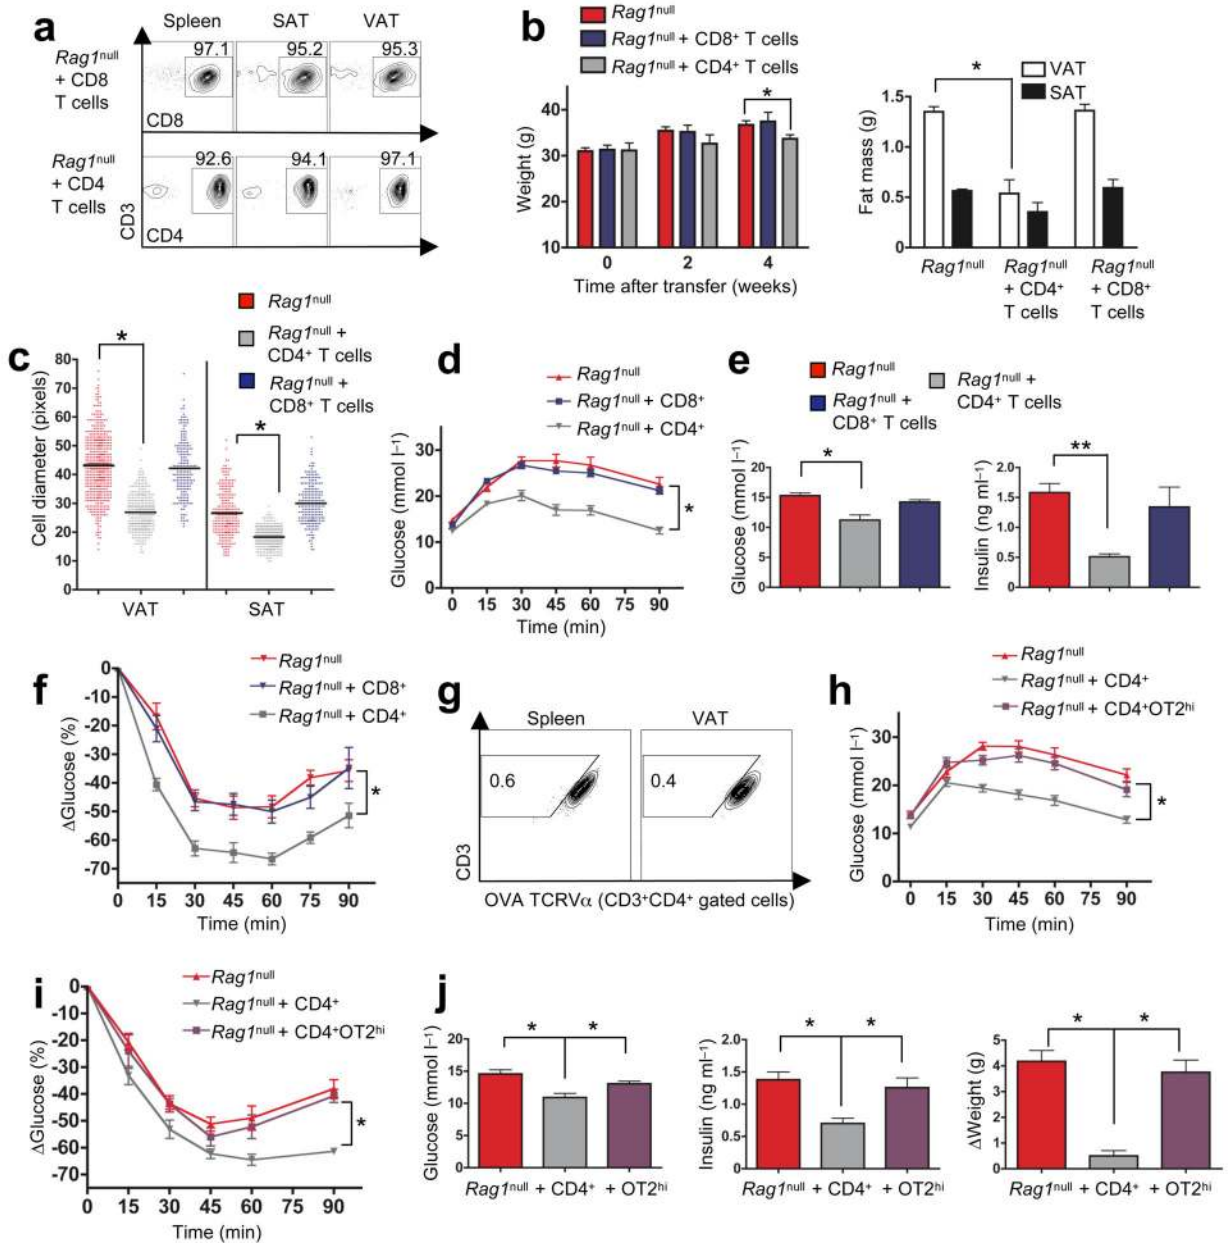 a
Spleen SAT VAT
Rag1null
+ CD8
T cells
97.1 95.2 95.3
CD8
Rag1null
+ CD4
T cells
92.6 94.1 97.1
CD3
CD4
b
Rag1null
Rag1null + CD8+ T cells
Rag1null + CD4+ T cells
Weight (g)
40
30
20
10
*
0 2 4
Time after transfer (weeks)
VAT
SAT
Fat mass (g)
1.5
1.0
0.5
0
*
Rag1null
Rag1null
+ CD4+
T cells
Rag1null
+ CD8+
T cells
c
Rag1null
Rag1null +
CD4+ T cells
Rag1null +
CD8+ T cells
Cell diameter (pixels)
80
70
60
50
40
30
20
10
0
*
*
VAT SAT
d
Rag1null
Rag1null + CD8+
Rag1null + CD4+
Glucose (mmol l–1)
30
20
10
0
*
0 15 30 45 60 75 90
Time (min)
e
Rag1null
Rag1null +
CD8+ T cells
Rag1null +
CD4+ T cells
Glucose (mmol l–1)
20
15
10
5
0
*
Insulin (ng ml–1)
2.0
1.5
1.0
0.5
0
**
f
Rag1null
Rag1null + CD8+
Rag1null + CD4+
ΔGlucose (%)
0
-10
-20
-30
-40
-50
-60
-70
*
0 15 30 45 60 75 90
Time (min)
g
Spleen VAT
0.6 0.4
CD3
OVA TCRVα (CD3+CD4+ gated cells)
h
Rag1null
Rag1null + CD4+
Rag1null + CD4+OT2hi
Glucose (mmol l–1)
30
20
10
0
*
0 15 30 45 60 75 90
Time (min)
i
Rag1null
Rag1null + CD4+
Rag1null + CD4+OT2hi
ΔGlucose (%)
0
-10
-20
-30
-40
-50
-60
-70
*
0 15 30 45 60 75 90
Time (min)
j
Glucose (mmol l–1)
20
15
10
5
0
* *
Rag1null + CD4+ + OT2hi
Insulin (ng ml–1)
2.0
1.5
1.0
0.5
0
* *
Rag1null + CD4+ + OT2hi
ΔWeight (g)
5
4
3
2
1
0
* *
Rag1null + CD4+ + OT2hi